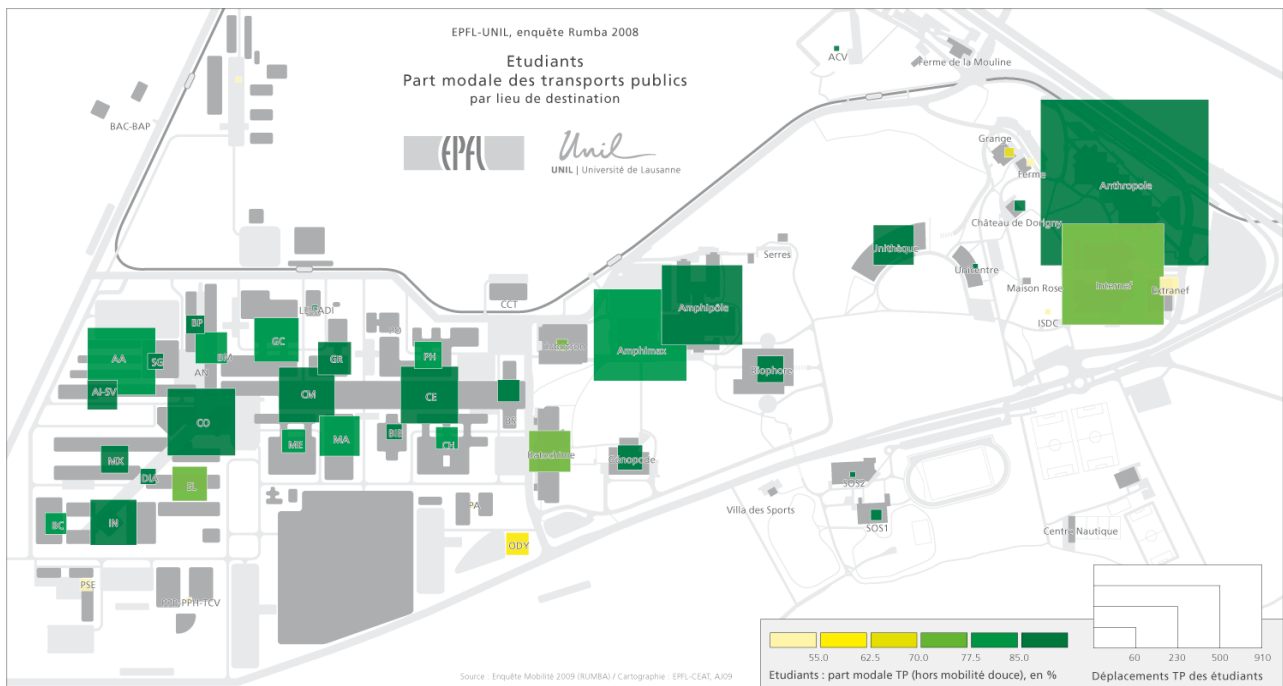 EPFL-UNIL, enquête Rumba 2008
Etudiants
Part modale des transports publics
par lieu de destination
EPFL
Unil
UNIL | Université de Lausanne
ACV
Ferme de la Mouline
BAC-BAP
Grange
Ferme
Anthropole
Château de Dorigny
Unithèque
Serres
Unicentre
Maison Rose
Internef
Extranef
ISDC
CCT
Amphipôle
Amphimax
Biophore
BP
GC
GR
PH
AA
SG
BM
AN
AI-SV
CM
CE
CO
ME
MA
BIB
CH
Batochime
Génopode
MX
DIA
EL
BC
IN
PA
ODY
SOS2
SOS1
Villa des Sports
Centre Nautique
PSE
PPB-PPH-TCV
55.0 62.5 70.0 77.5 85.0
Etudiants : part modale TP (hors mobilité douce), en %
60 230 500 910
Déplacements TP des étudiants
Source : Enquête Mobilité 2009 (RUMBA) / Cartographie : EPFL-CEAT, AJ09